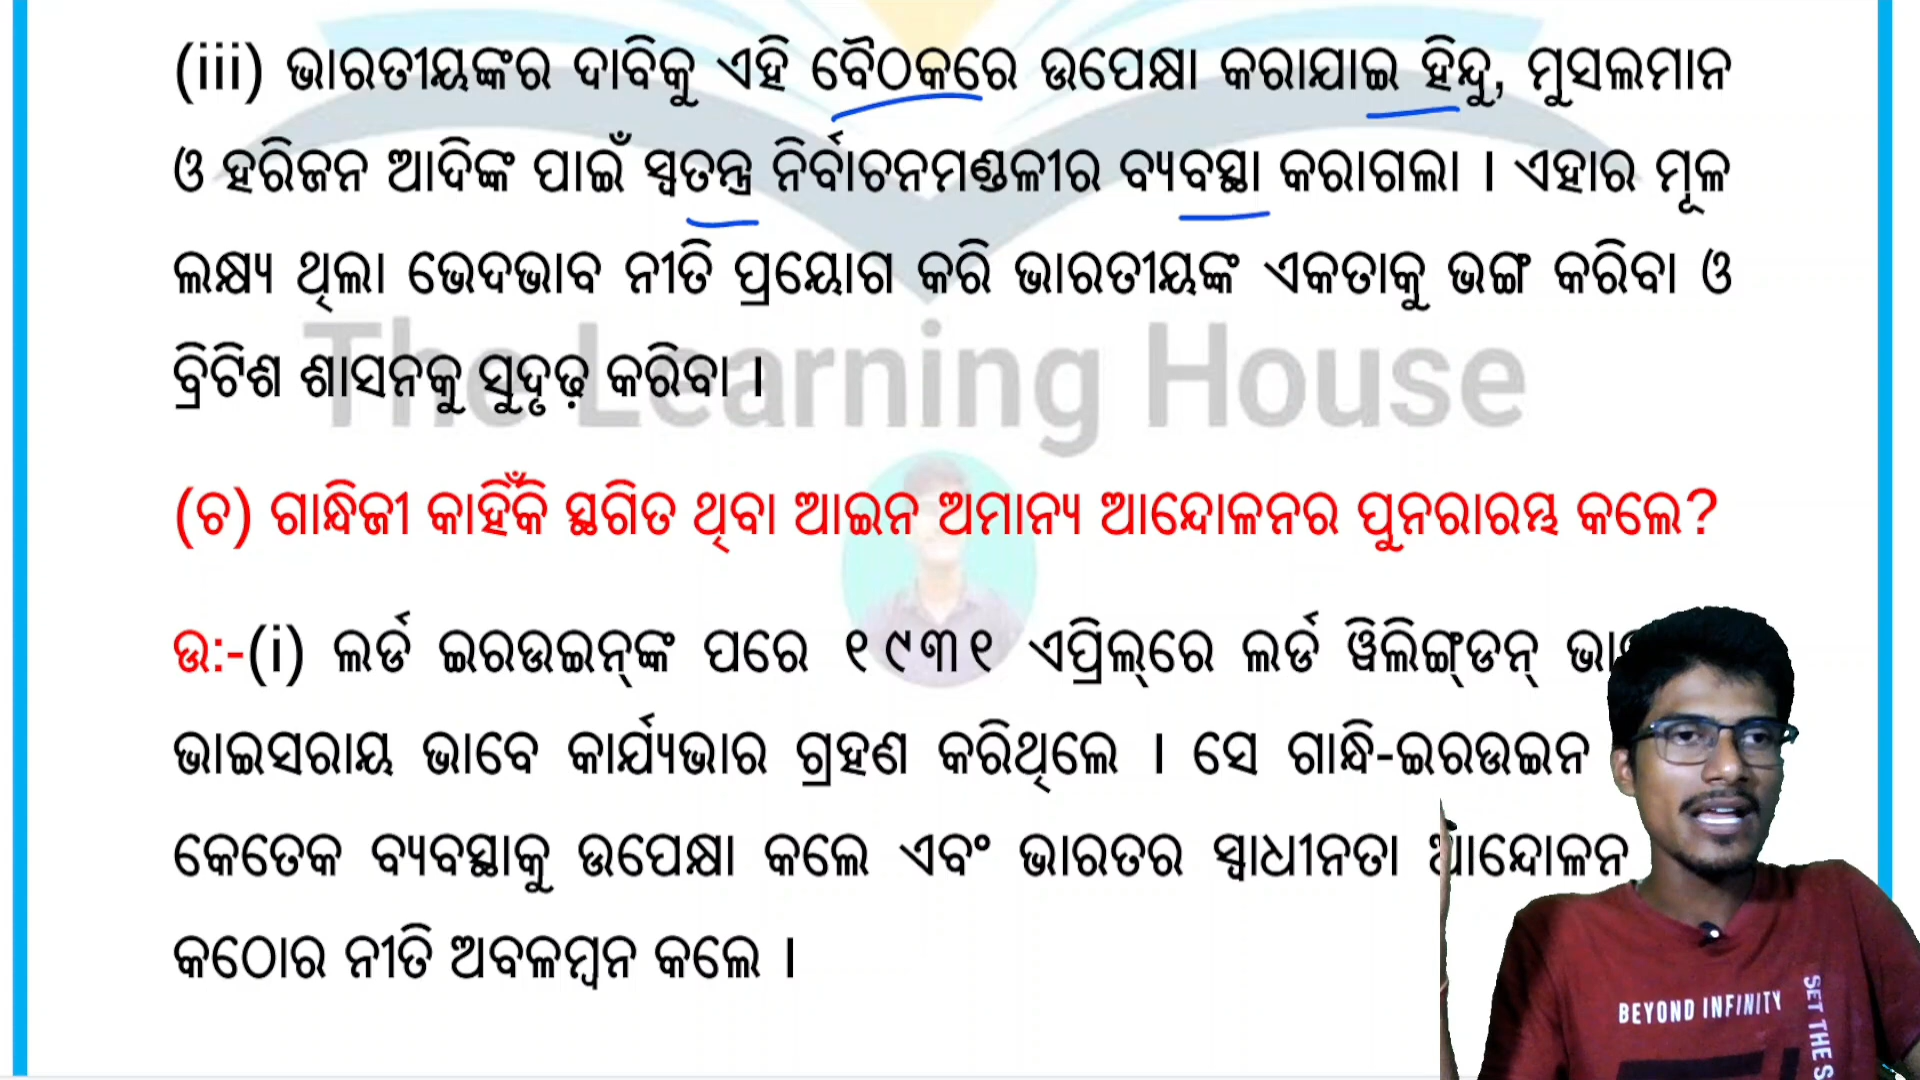 (iii) ଭାରତୀୟଙ୍କର ଦାବିକୁ ଏହି ବୈଠକରେ ଉପେକ୍ଷା କରାଯାଇ ହିନ୍ଦୁ, ମୁସଲମାନ
ଓ ହରିଜନ ଆଦିଙ୍କ ପାଇଁ ସ୍ୱତନ୍ତ୍ର ନିର୍ବାଚନମଣ୍ଡଳୀର ବ୍ୟବସ୍ଥା କରାଗଲା । ଏହାର ମୂଳ
ଲକ୍ଷ୍ୟ ଥିଲା ଭେଦଭାବ ନୀତି ପ୍ରୟୋଗ କରି ଭାରତୀୟଙ୍କ ଏକତାକୁ ଭଙ୍ଗ କରିବା ଓ
ବ୍ରିଟିଶ ଶାସନକୁ ସୁଦୃଢ଼ କରିବା ।
The Learning House
(ଚ) ଗାନ୍ଧିଜୀ କାହିଁକି ସ୍ଥଗିତ ଥିବା ଆଇନ ଅମାନ୍ୟ ଆନ୍ଦୋଳନର ପୁନରାରମ୍ଭ କଲେ?
ଉ:-(i) ଲର୍ଡ ଇରଉଇନ୍‌ଙ୍କ ପରେ ୧୯୩୧ ଏପ୍ରିଲ୍‌ରେ ଲର୍ଡ ୱିଲିଙ୍ଗ୍‌ଡନ୍
ଭାଇସରାୟ ଭାବେ କାର୍ଯ୍ୟଭାର ଗ୍ରହଣ କରିଥିଲେ । ସେ ଗାନ୍ଧି-ଇରଉଇନ
କେତେକ ବ୍ୟବସ୍ଥାକୁ ଉପେକ୍ଷା କଲେ ଏବଂ ଭାରତର ସ୍ୱାଧୀନତା ଆନ୍ଦୋଳନ
କଠୋର ନୀତି ଅବଳମ୍ବନ କଲେ ।
BEYOND INFINITY
SET THE